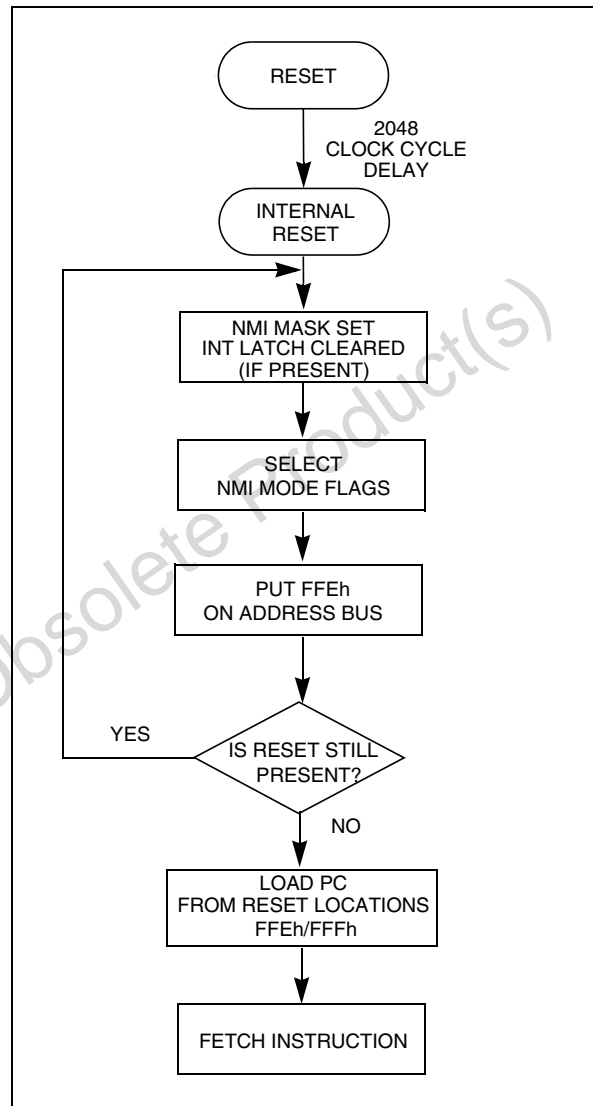 RESET
2048
CLOCK CYCLE
DELAY
INTERNAL
RESET
NMI MASK SET
INT LATCH CLEARED
(IF PRESENT)
SELECT
NMI MODE FLAGS
PUT FFEh
ON ADDRESS BUS
YES
IS RESET STILL
PRESENT?
NO
LOAD PC
FROM RESET LOCATIONS
FFEh/FFFh
FETCH INSTRUCTION
Obsolete Product(s)